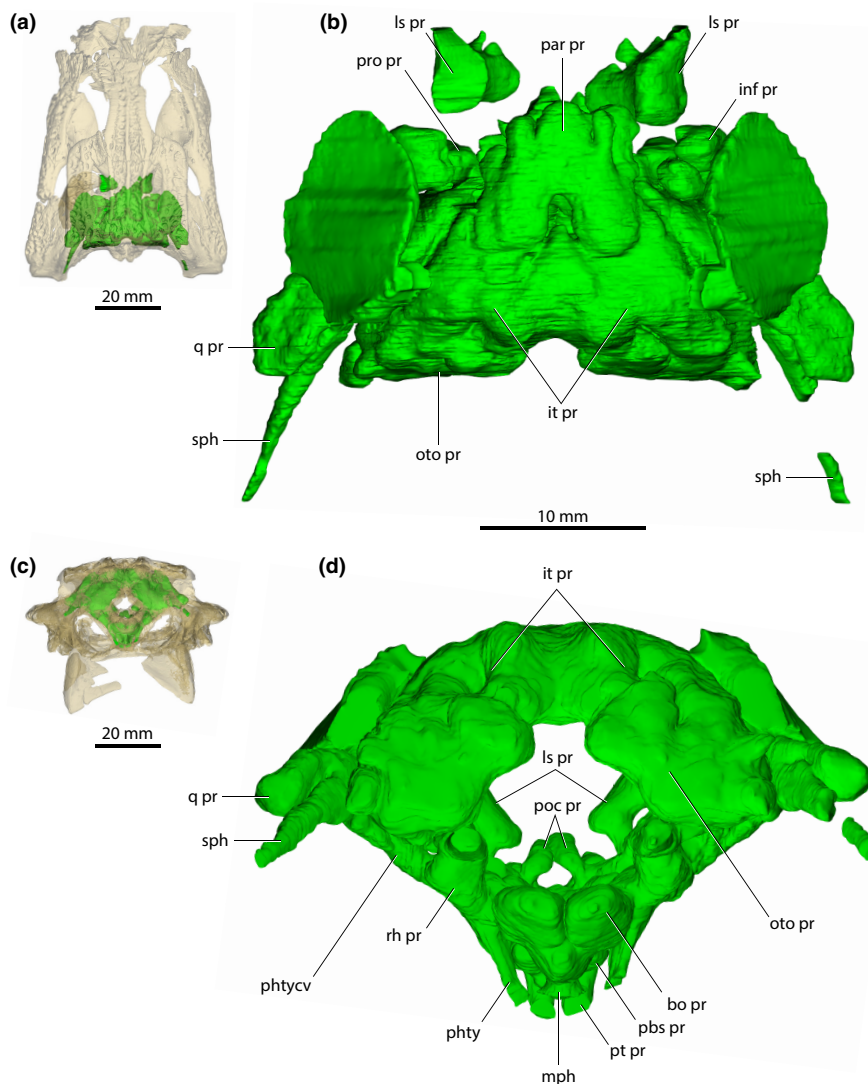 (a)
20 mm
(b)
ls pr
ls pr
pro pr
par pr
inf pr
q pr
sph
oto pr
it pr
sph
10 mm
(c)
20 mm
(d)
it pr
ls pr
poc pr
q pr
sph
rh pr
oto pr
phtycv
phty
bo pr
pbs pr
pt pr
mph